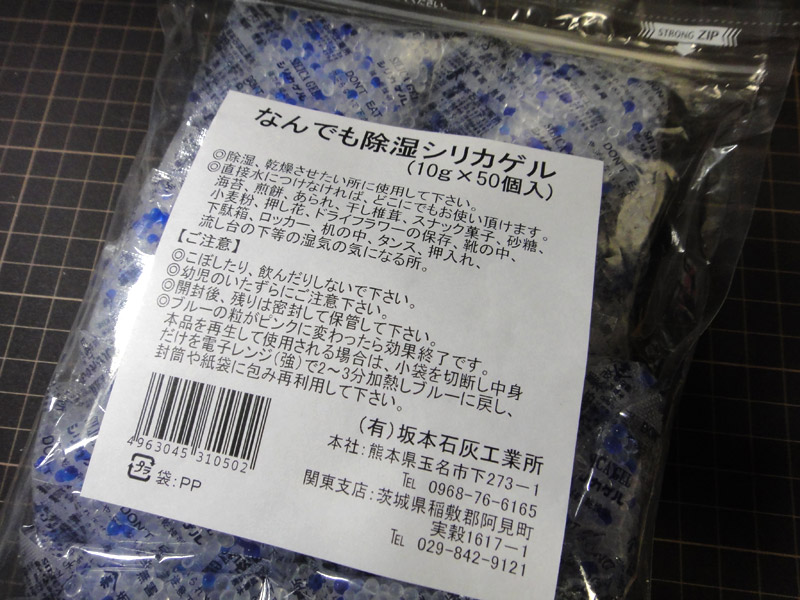 STRONG ZIP
なんでも除湿シリカゲル
(10g×50個入)
◎除湿、乾燥させたい所に使用して下さい。
◎直接水につけなければ、どこにでもお使い頂けます。
海苔、煎餅、あられ、干し椎茸、スナック菓子、砂糖、
小麦粉、押し花、ドライフラワーの保存、靴の中、
下駄箱、ロッカー、机の中、タンス、押入れ、
流し台の下等の湿気の気になる所。
【ご注意】
◎こぼしたり、飲んだりしないで下さい。
◎幼児のいたずらにご注意下さい。
◎開封後、残りは密封して保管して下さい。
◎ブルーの粒がピンクに変わったら効果終了です。
本品を再生して使用される場合は、小袋を切断し中身
だけを電子レンジ(強)で2~3分加熱しブルーに戻し、
封筒や紙袋に包み再利用して下さい。
4963045 310502
プラ
袋:PP
(有)坂本石灰工業所
本社:熊本県玉名市下273-1
℡ 0968-76-6165
関東支店:茨城県稲敷郡阿見町
実穀1617-1
℡ 029-842-9121